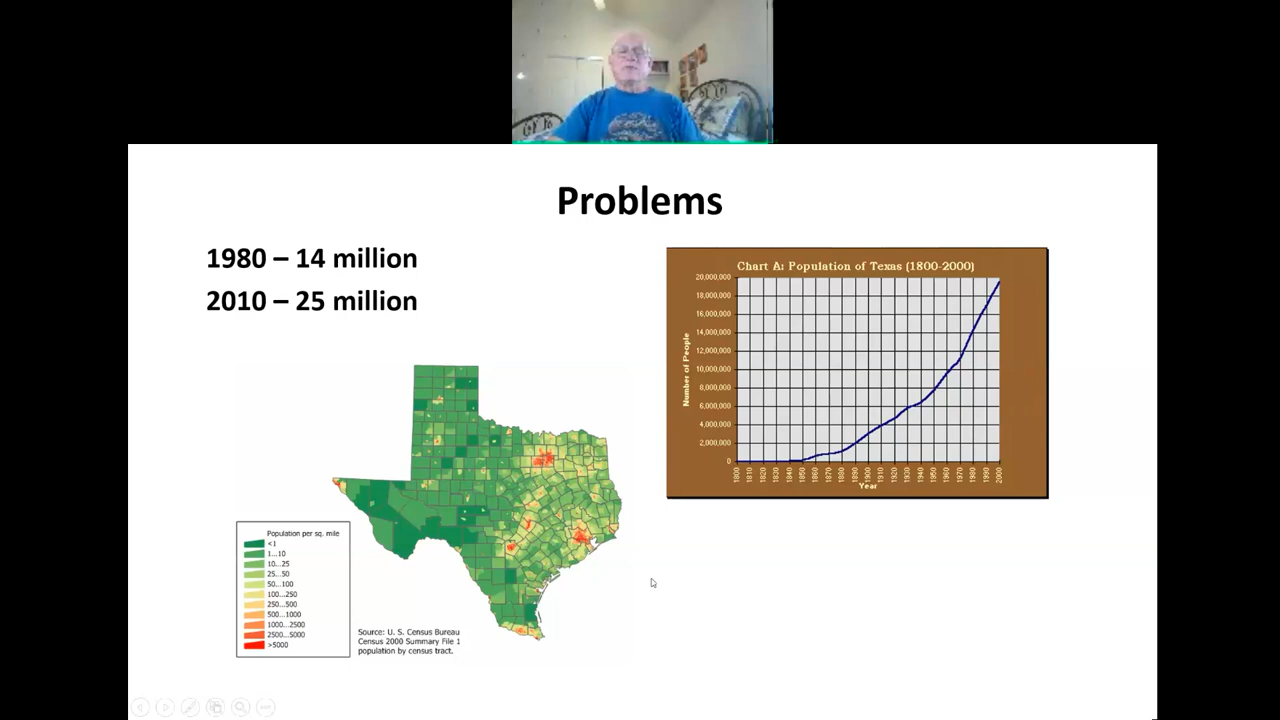 Problems
1980 – 14 million
2010 – 25 million
Chart A: Population of Texas (1800-2000)
Number of People
20,000,000
18,000,000
16,000,000
14,000,000
12,000,000
10,000,000
8,000,000
6,000,000
4,000,000
2,000,000
0
1800 1810 1820 1830 1840 1850 1860 1870 1880 1890 1900 1910 1920 1930 1940 1950 1960 1970 1980 1990 2000
Year
Population per sq. mile
<1
1...10
10...25
25...50
50...100
100...250
250...500
500...1000
1000...2500
2500...5000
>5000
Source: U. S. Census Bureau
Census 2000 Summary File 1
population by census tract.